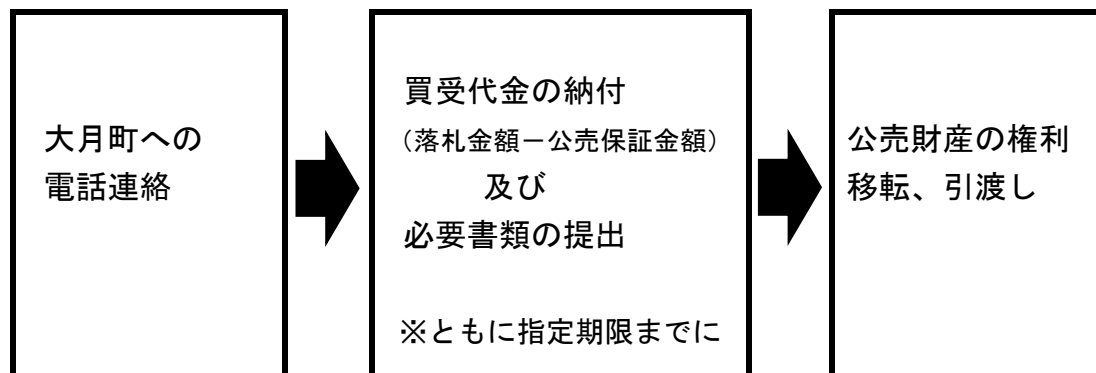 大月町への
電話連絡
買受代金の納付
（落札金額－公売保証金額）
及び
必要書類の提出
※ともに指定期限までに
公売財産の権利
移転、引渡し